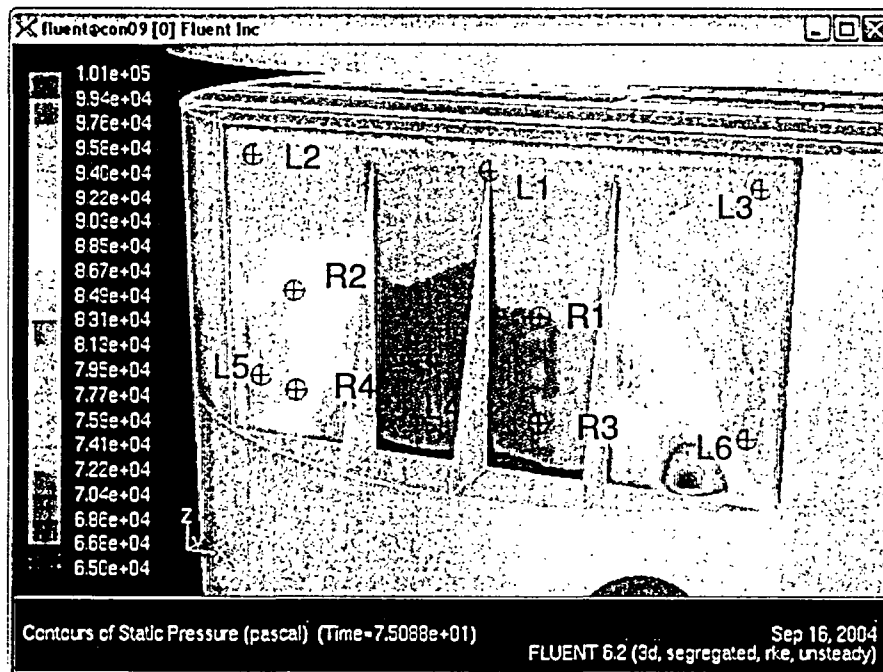 fluent@con09 [0] Fluent Inc
1.01e+05
9.94e+04
9.76e+04
9.58e+04
9.40e+04
9.22e+04
9.03e+04
8.85e+04
8.67e+04
8.49e+04
8.31e+04
8.13e+04
7.95e+04
7.77e+04
7.59e+04
7.41e+04
7.22e+04
7.04e+04
6.86e+04
6.68e+04
6.50e+04
L2
L1
L3
R2
R1
L5
R4
R3
L6
Z
Contours of Static Pressure (pascal) (Time=7.5088e+01)
Sep 16, 2004
FLUENT 6.2 (3d, segregated, rke, unsteady)